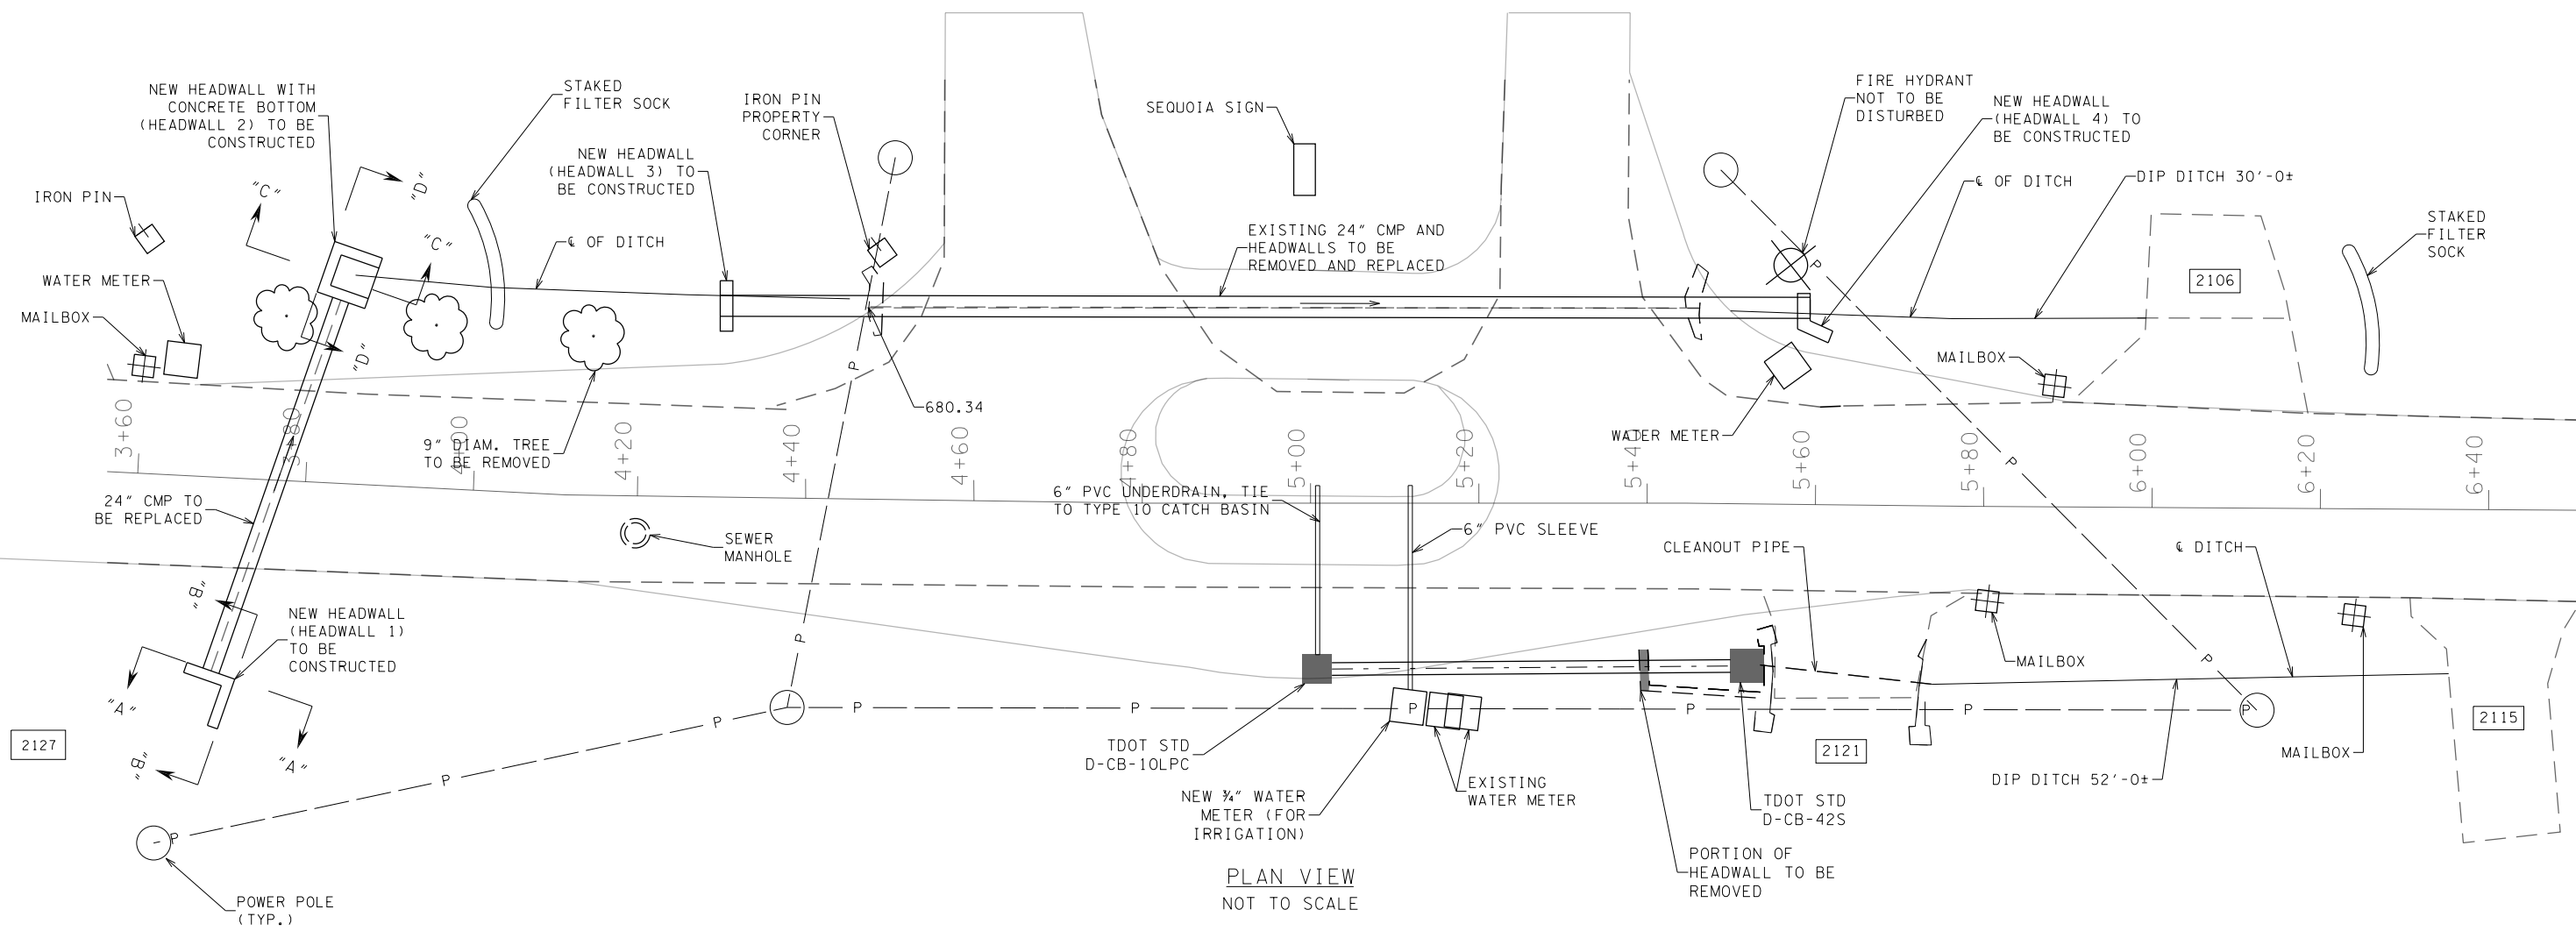 NEW HEADWALL WITH
CONCRETE BOTTOM
(HEADWALL 2) TO BE
CONSTRUCTED
STAKED
FILTER SOCK
IRON PIN
PROPERTY
CORNER
SEQUOIA SIGN
FIRE HYDRANT
NOT TO BE
DISTURBED
NEW HEADWALL
(HEADWALL 4) TO
BE CONSTRUCTED
NEW HEADWALL
(HEADWALL 3) TO
BE CONSTRUCTED
℄ OF DITCH
DIP DITCH 30'-0±
IRON PIN
"C"
"D"
"C"
℄ OF DITCH
EXISTING 24" CMP AND
HEADWALLS TO BE
REMOVED AND REPLACED
STAKED
FILTER
SOCK
P
2106
WATER METER
MAILBOX
"D"
P
MAILBOX
680.34
WATER METER
9" DIAM. TREE
TO BE REMOVED
3+60
3+80
4+00
4+20
4+40
4+60
4+80
5+00
5+20
5+40
5+60
5+80
6+00
6+20
6+40
P
24" CMP TO
BE REPLACED
6" PVC UNDERDRAIN, TIE
TO TYPE 10 CATCH BASIN
6" PVC SLEEVE
SEWER
MANHOLE
CLEANOUT PIPE
℄ DITCH
"B"
NEW HEADWALL
(HEADWALL 1)
TO BE
CONSTRUCTED
P
MAILBOX
P
"A"
P
P
P
P
P
P
P
2127
2115
"A"
"B"
TDOT STD
D-CB-10LPC
2121
MAILBOX
P
DIP DITCH 52'-0±
EXISTING
WATER METER
NEW ¾" WATER
METER (FOR
IRRIGATION)
TDOT STD
D-CB-42S
P
PORTION OF
HEADWALL TO BE
REMOVED
POWER POLE
(TYP.)
PLAN VIEW
NOT TO SCALE